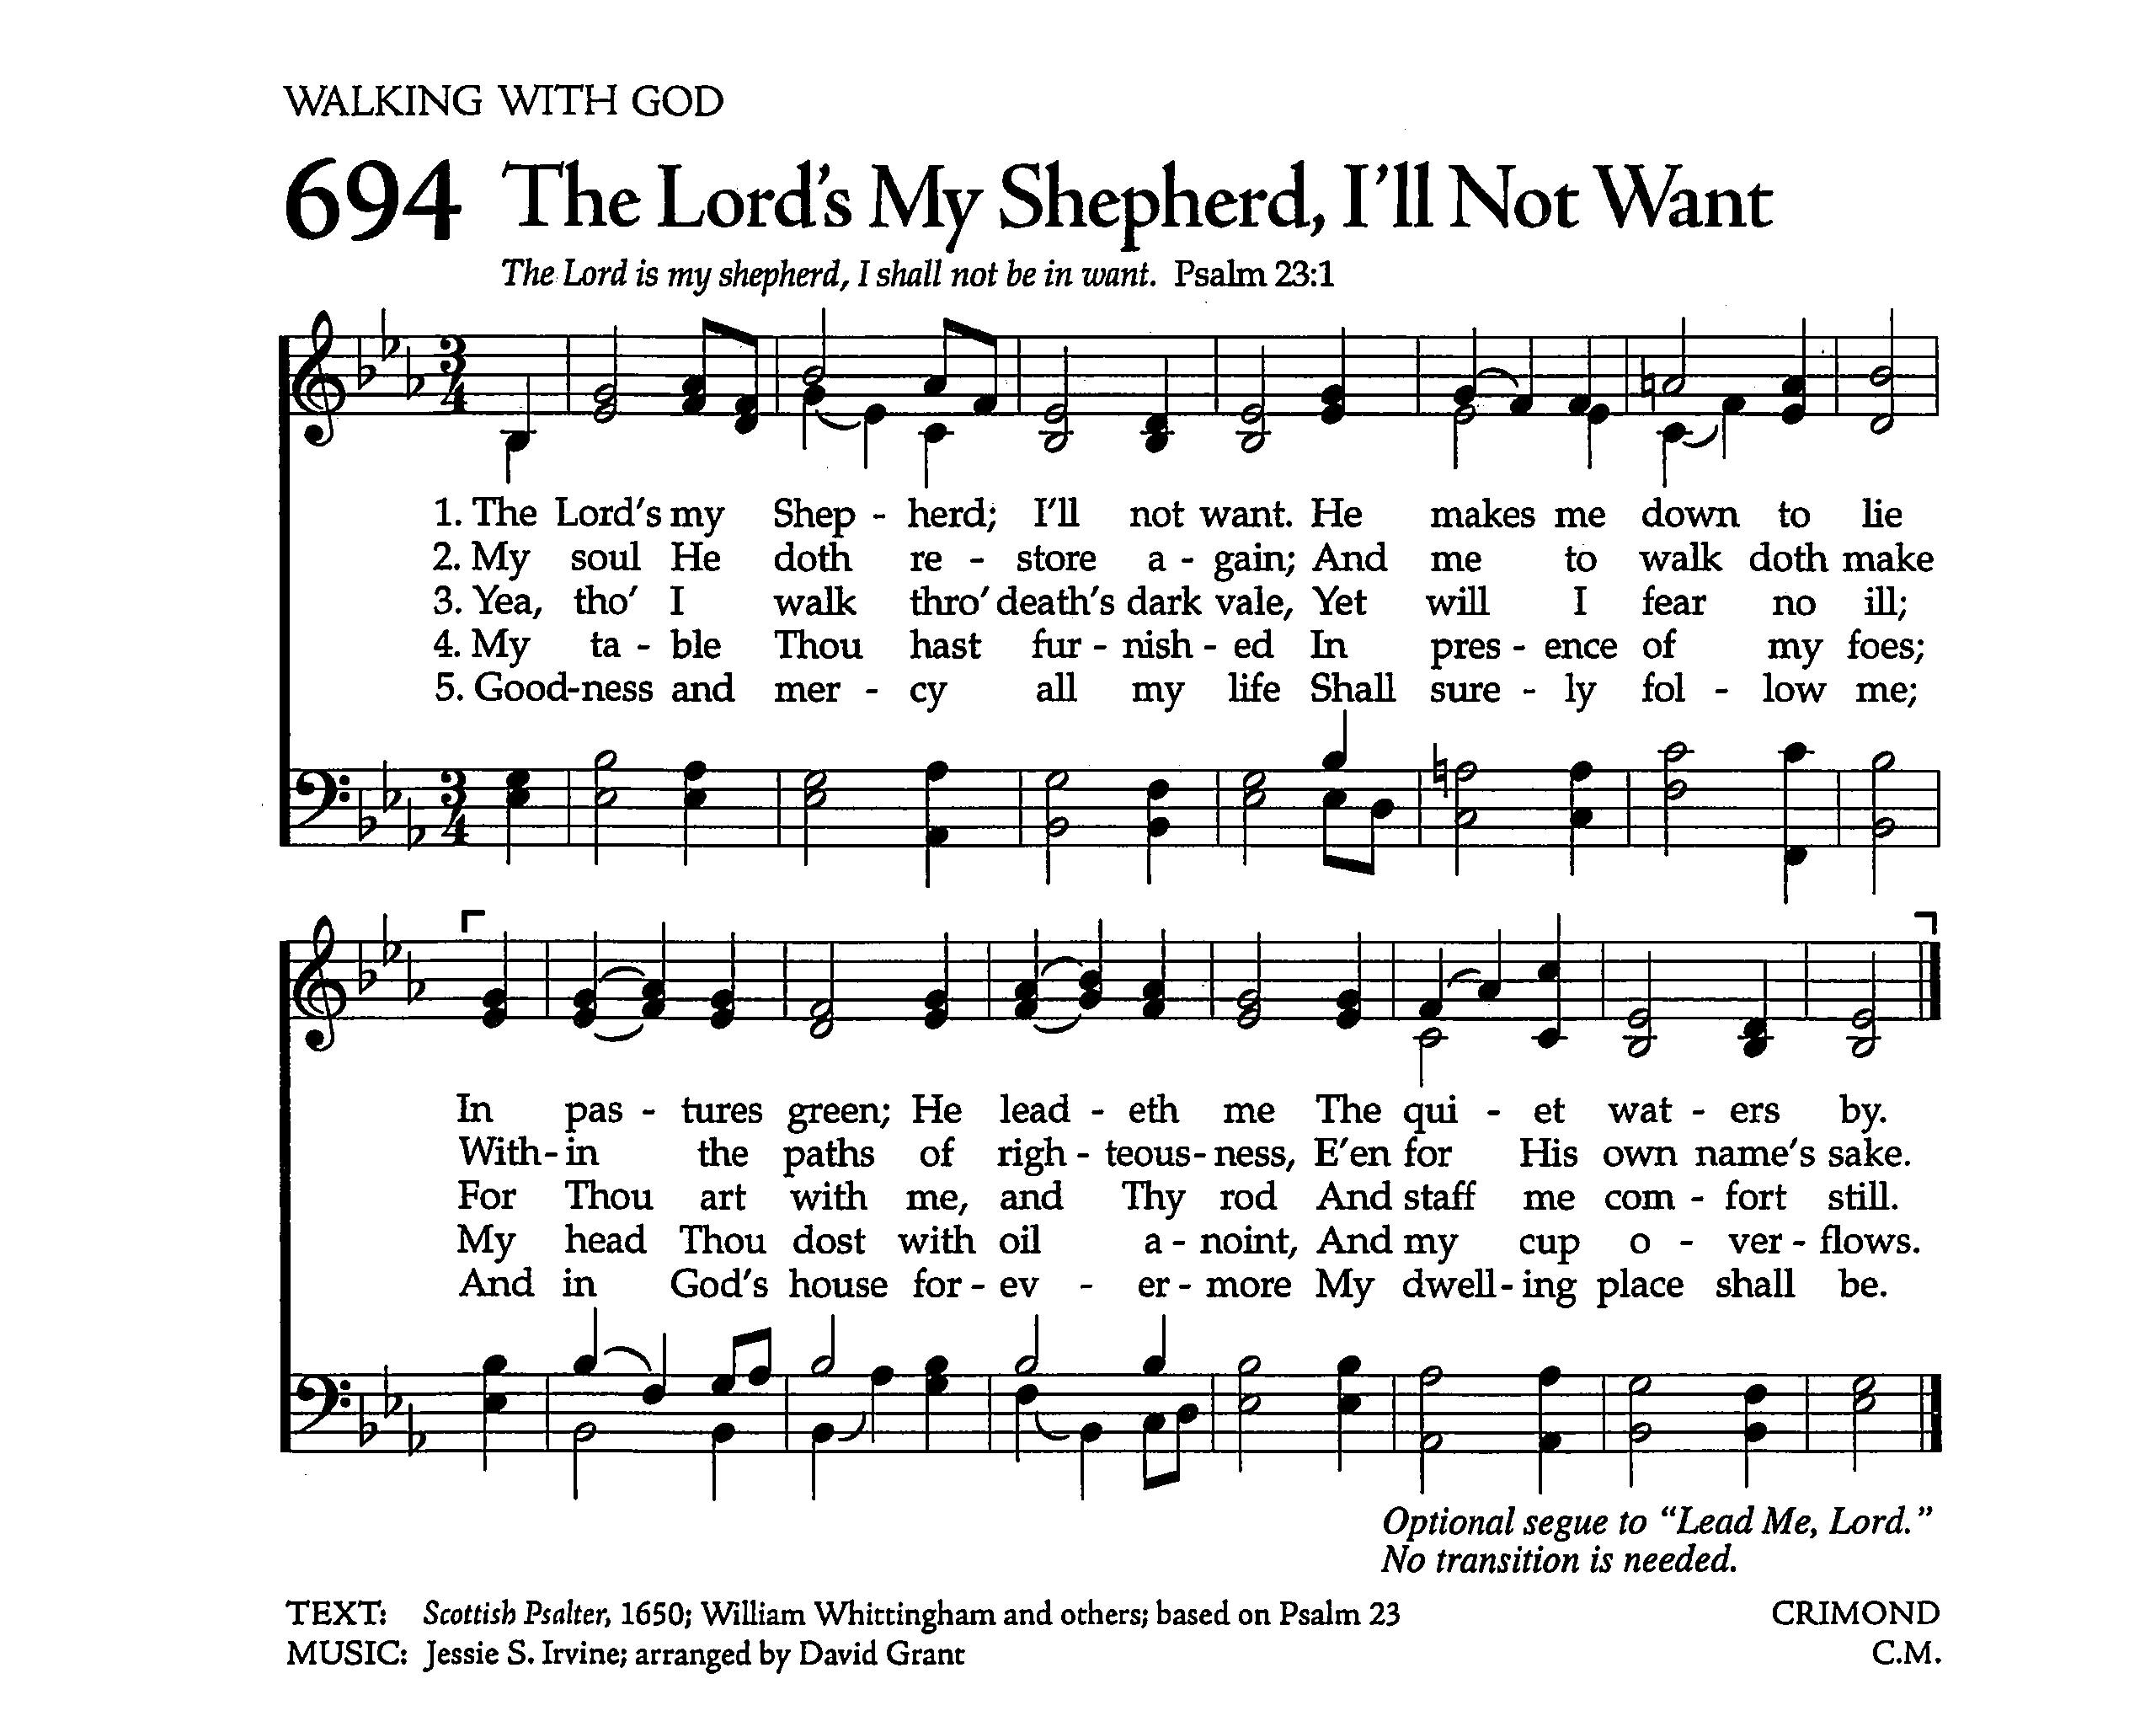 WALKING WITH GOD
694 The Lord's My Shepherd, I'll Not Want
The Lord is my shepherd, I shall not be in want. Psalm 23:1
3
4
1. The Lord's my Shep - herd; I'll not want. He makes me down to lie
2. My soul He doth re - store a - gain; And me to walk doth make
3. Yea, tho' I walk thro' death's dark vale, Yet will I fear no ill;
4. My ta - ble Thou hast fur - nish - ed In pres - ence of my foes;
5. Good-ness and mer - cy all my life Shall sure - ly fol - low me;
3
4
In pas - tures green; He lead - eth me The qui - et wat - ers by.
With-in the paths of righ - teous-ness, E'en for His own name's sake.
For Thou art with me, and Thy rod And staff me com - fort still.
My head Thou dost with oil a - noint, And my cup o - ver - flows.
And in God's house for - ev - er - more My dwell-ing place shall be.
Optional segue to "Lead Me, Lord."
No transition is needed.
TEXT: Scottish Psalter, 1650; William Whittingham and others; based on Psalm 23 CRIMOND
MUSIC: Jessie S. Irvine; arranged by David Grant C.M.